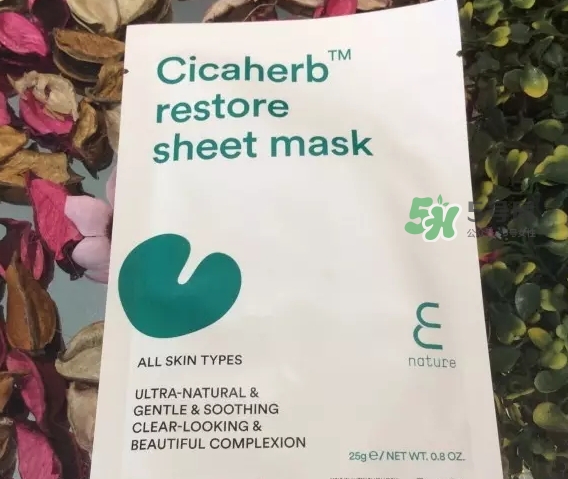 Cicaherb™
restore
sheet mask
ALL SKIN TYPES
ULTRA-NATURAL &
GENTLE & SOOTHING
CLEAR-LOOKING &
BEAUTIFUL COMPLEXION
nature
25g ℮/ NET WT. 0.8 OZ.